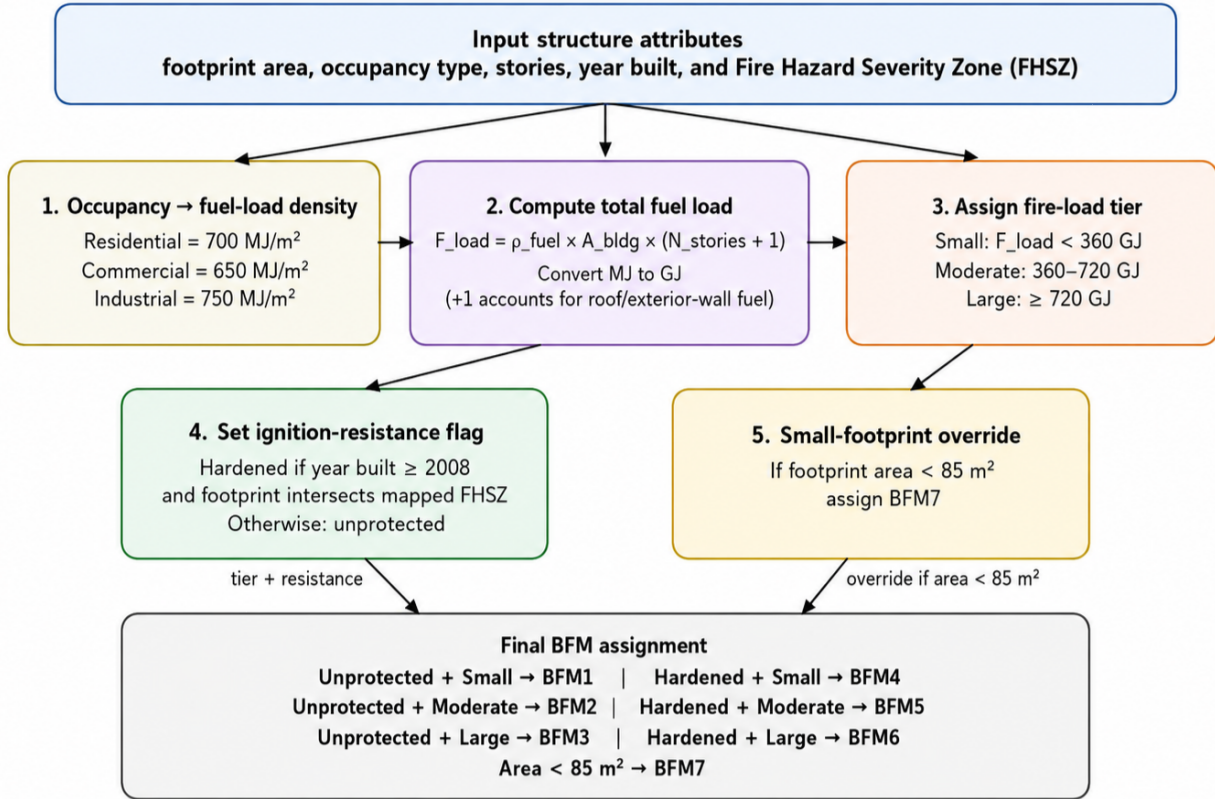 Input structure attributes
footprint area, occupancy type, stories, year built, and Fire Hazard Severity Zone (FHSZ)
1. Occupancy → fuel-load density
Residential = 700 MJ/m²
Commercial = 650 MJ/m²
Industrial = 750 MJ/m²
2. Compute total fuel load
F_load = ρ_fuel × A_bldg × (N_stories + 1)
Convert MJ to GJ
(+1 accounts for roof/exterior-wall fuel)
3. Assign fire-load tier
Small: F_load < 360 GJ
Moderate: 360–720 GJ
Large: ≥ 720 GJ
4. Set ignition-resistance flag
Hardened if year built ≥ 2008
and footprint intersects mapped FHSZ
Otherwise: unprotected
5. Small-footprint override
If footprint area < 85 m²
assign BFM7
tier + resistance
override if area < 85 m²
Final BFM assignment
Unprotected + Small → BFM1 | Hardened + Small → BFM4
Unprotected + Moderate → BFM2 | Hardened + Moderate → BFM5
Unprotected + Large → BFM3 | Hardened + Large → BFM6
Area < 85 m² → BFM7